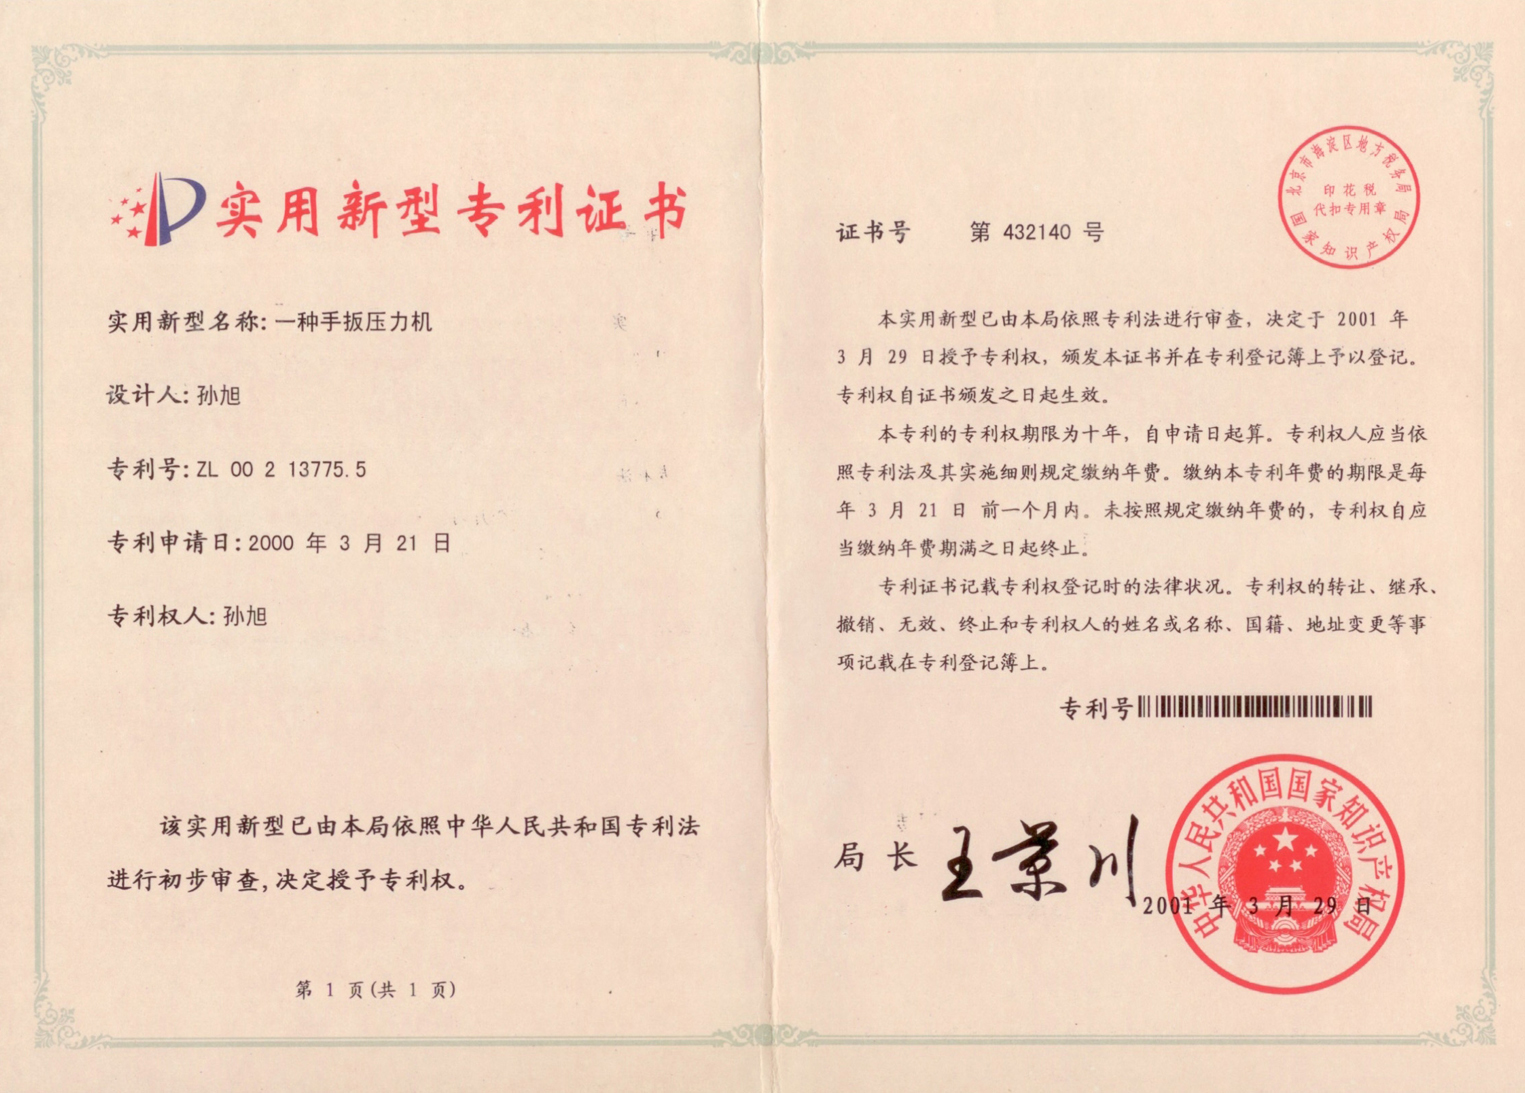 实用新型专利证书
实用新型名称:一种手扳压力机
设计人:孙旭
专利号:ZL 00 2 13775.5
专利申请日:2000 年 3 月 21 日
专利权人:孙旭
该实用新型已由本局依照中华人民共和国专利法
进行初步审查,决定授予专利权。
第 1 页(共 1 页)
北京市海淀区地方税务局
印花税
代扣专用章
国家知识产权局
证书号 第 432140 号
本实用新型已由本局依照专利法进行审查，决定于 2001 年
3 月 29 日授予专利权，颁发本证书并在专利登记簿上予以登记。
专利权自证书颁发之日起生效。
本专利的专利权期限为十年，自申请日起算。专利权人应当依
照专利法及其实施细则规定缴纳年费。缴纳本专利年费的期限是每
年 3 月 21 日 前一个月内。未按照规定缴纳年费的，专利权自应
当缴纳年费期满之日起终止。
专利证书记载专利权登记时的法律状况。专利权的转让、继承、
撤销、无效、终止和专利权人的姓名或名称、国籍、地址变更等事
项记载在专利登记簿上。
专利号
局长 王景川
中华人民共和国国家知识产权局
2001 年 3 月 29 日